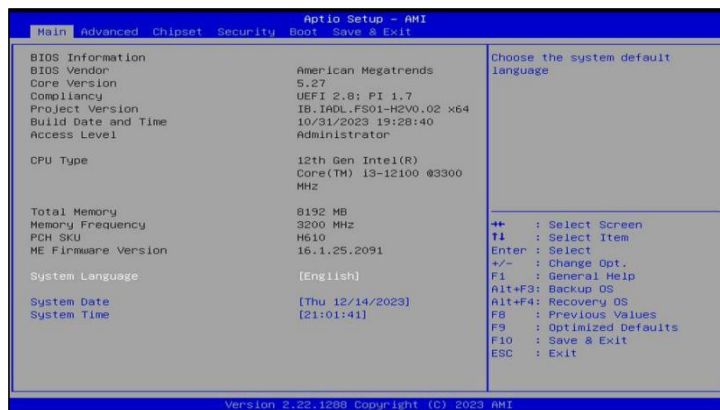 Aptio Setup – AMI
Main Advanced Chipset Security Boot Save & Exit
BIOS Information
BIOS Vendor American Megatrends
Core Version 5.27
Compliancy UEFI 2.8; PI 1.7
Project Version IB.IADL.FS01-H2V0.02 x64
Build Date and Time 10/31/2023 19:28:40
Access Level Administrator
CPU Type 12th Gen Intel(R)
Core(TM) i3-12100 @3300
MHz
Total Memory 8192 MB
Memory Frequency 3200 MHz
PCH SKU H610
ME Firmware Version 16.1.25.2091
System Language [English]
System Date [Thu 12/14/2023]
System Time [21:01:41]
Choose the system default
language
→←: Select Screen
↑↓: Select Item
Enter : Select
+/- : Change Opt.
F1 : General Help
Alt+F3: Backup OS
Alt+F4: Recovery OS
F8 : Previous Values
F9 : Optimized Defaults
F10 : Save & Exit
ESC : Exit
Version 2.22.1288 Copyright (C) 2023 AMI